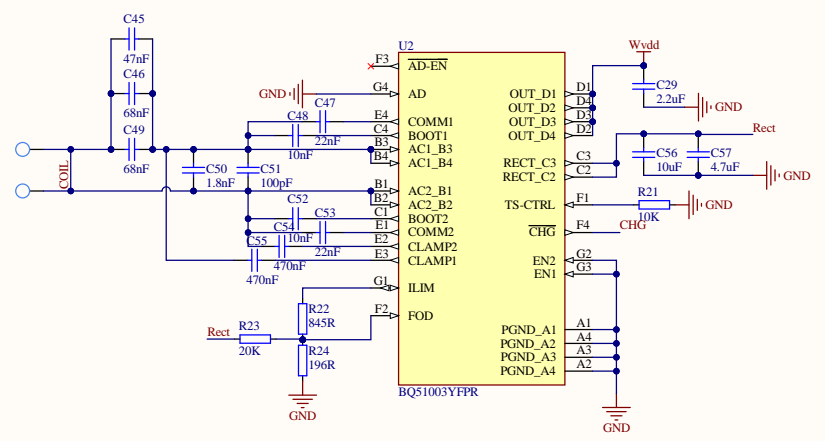 C45
47nF
C46
68nF
C49
68nF
COIL
C50
1.8nF
C51
100pF
GND
C48
10nF
C47
22nF
C52
10nF
C53
22nF
C54
470nF
C55
470nF
Rect
R23
20K
R22
845R
R24
196R
GND
U2
F3 AD-EN
G4 AD
E4 COMM1
C4 BOOT1
B3 AC1_B3
B4 AC1_B4
B1 AC2_B1
B2 AC2_B2
C1 BOOT2
E1 COMM2
E2 CLAMP2
E3 CLAMP1
G1 ILIM
F2 FOD
OUT_D1 D1
OUT_D2 D4
OUT_D3 D3
OUT_D4 D2
RECT_C3 C3
RECT_C2 C2
TS-CTRL F1
CHG F4
EN2 G2
EN1 G3
PGND_A1 A1
PGND_A2 A4
PGND_A3 A3
PGND_A4 A2
BQ51003YFPR
Wvdd
C29
2.2uF
GND
Rect
C56
10uF
C57
4.7uF
GND
R21
10K
GND
CHG
GND